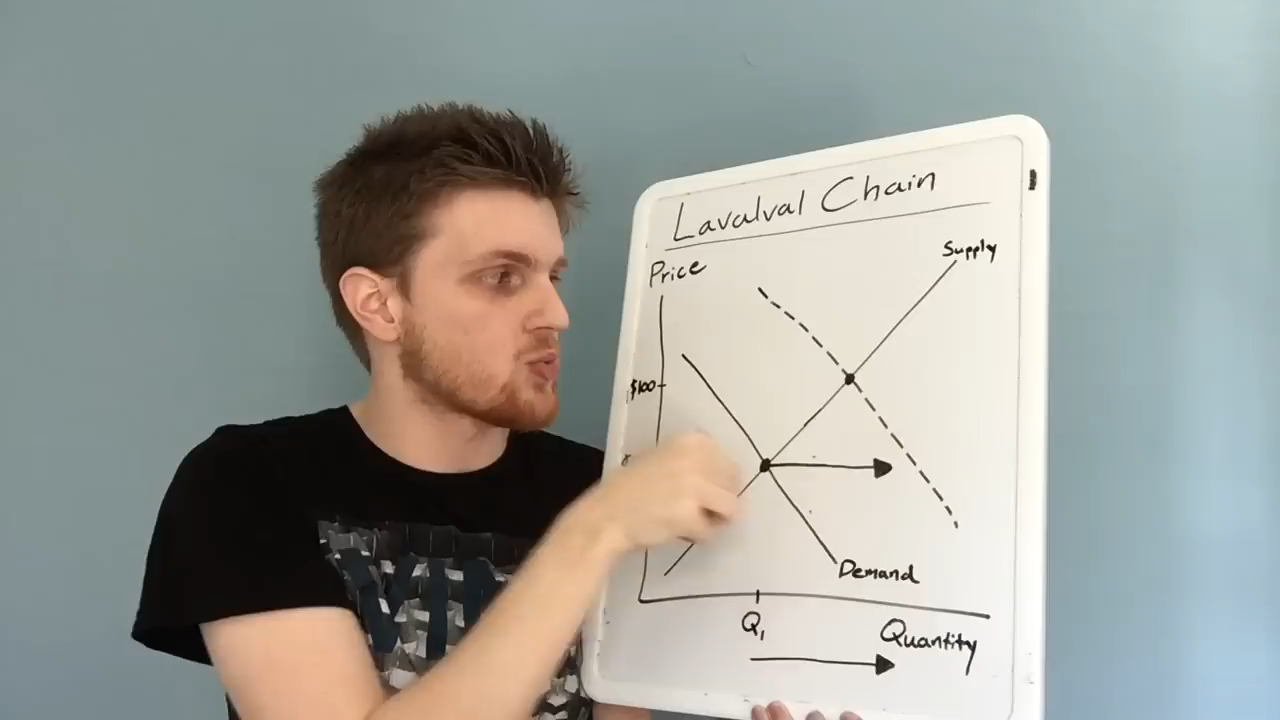 Lavalval Chain
Price
Supply
$100
Demand
Q₁
Quantity